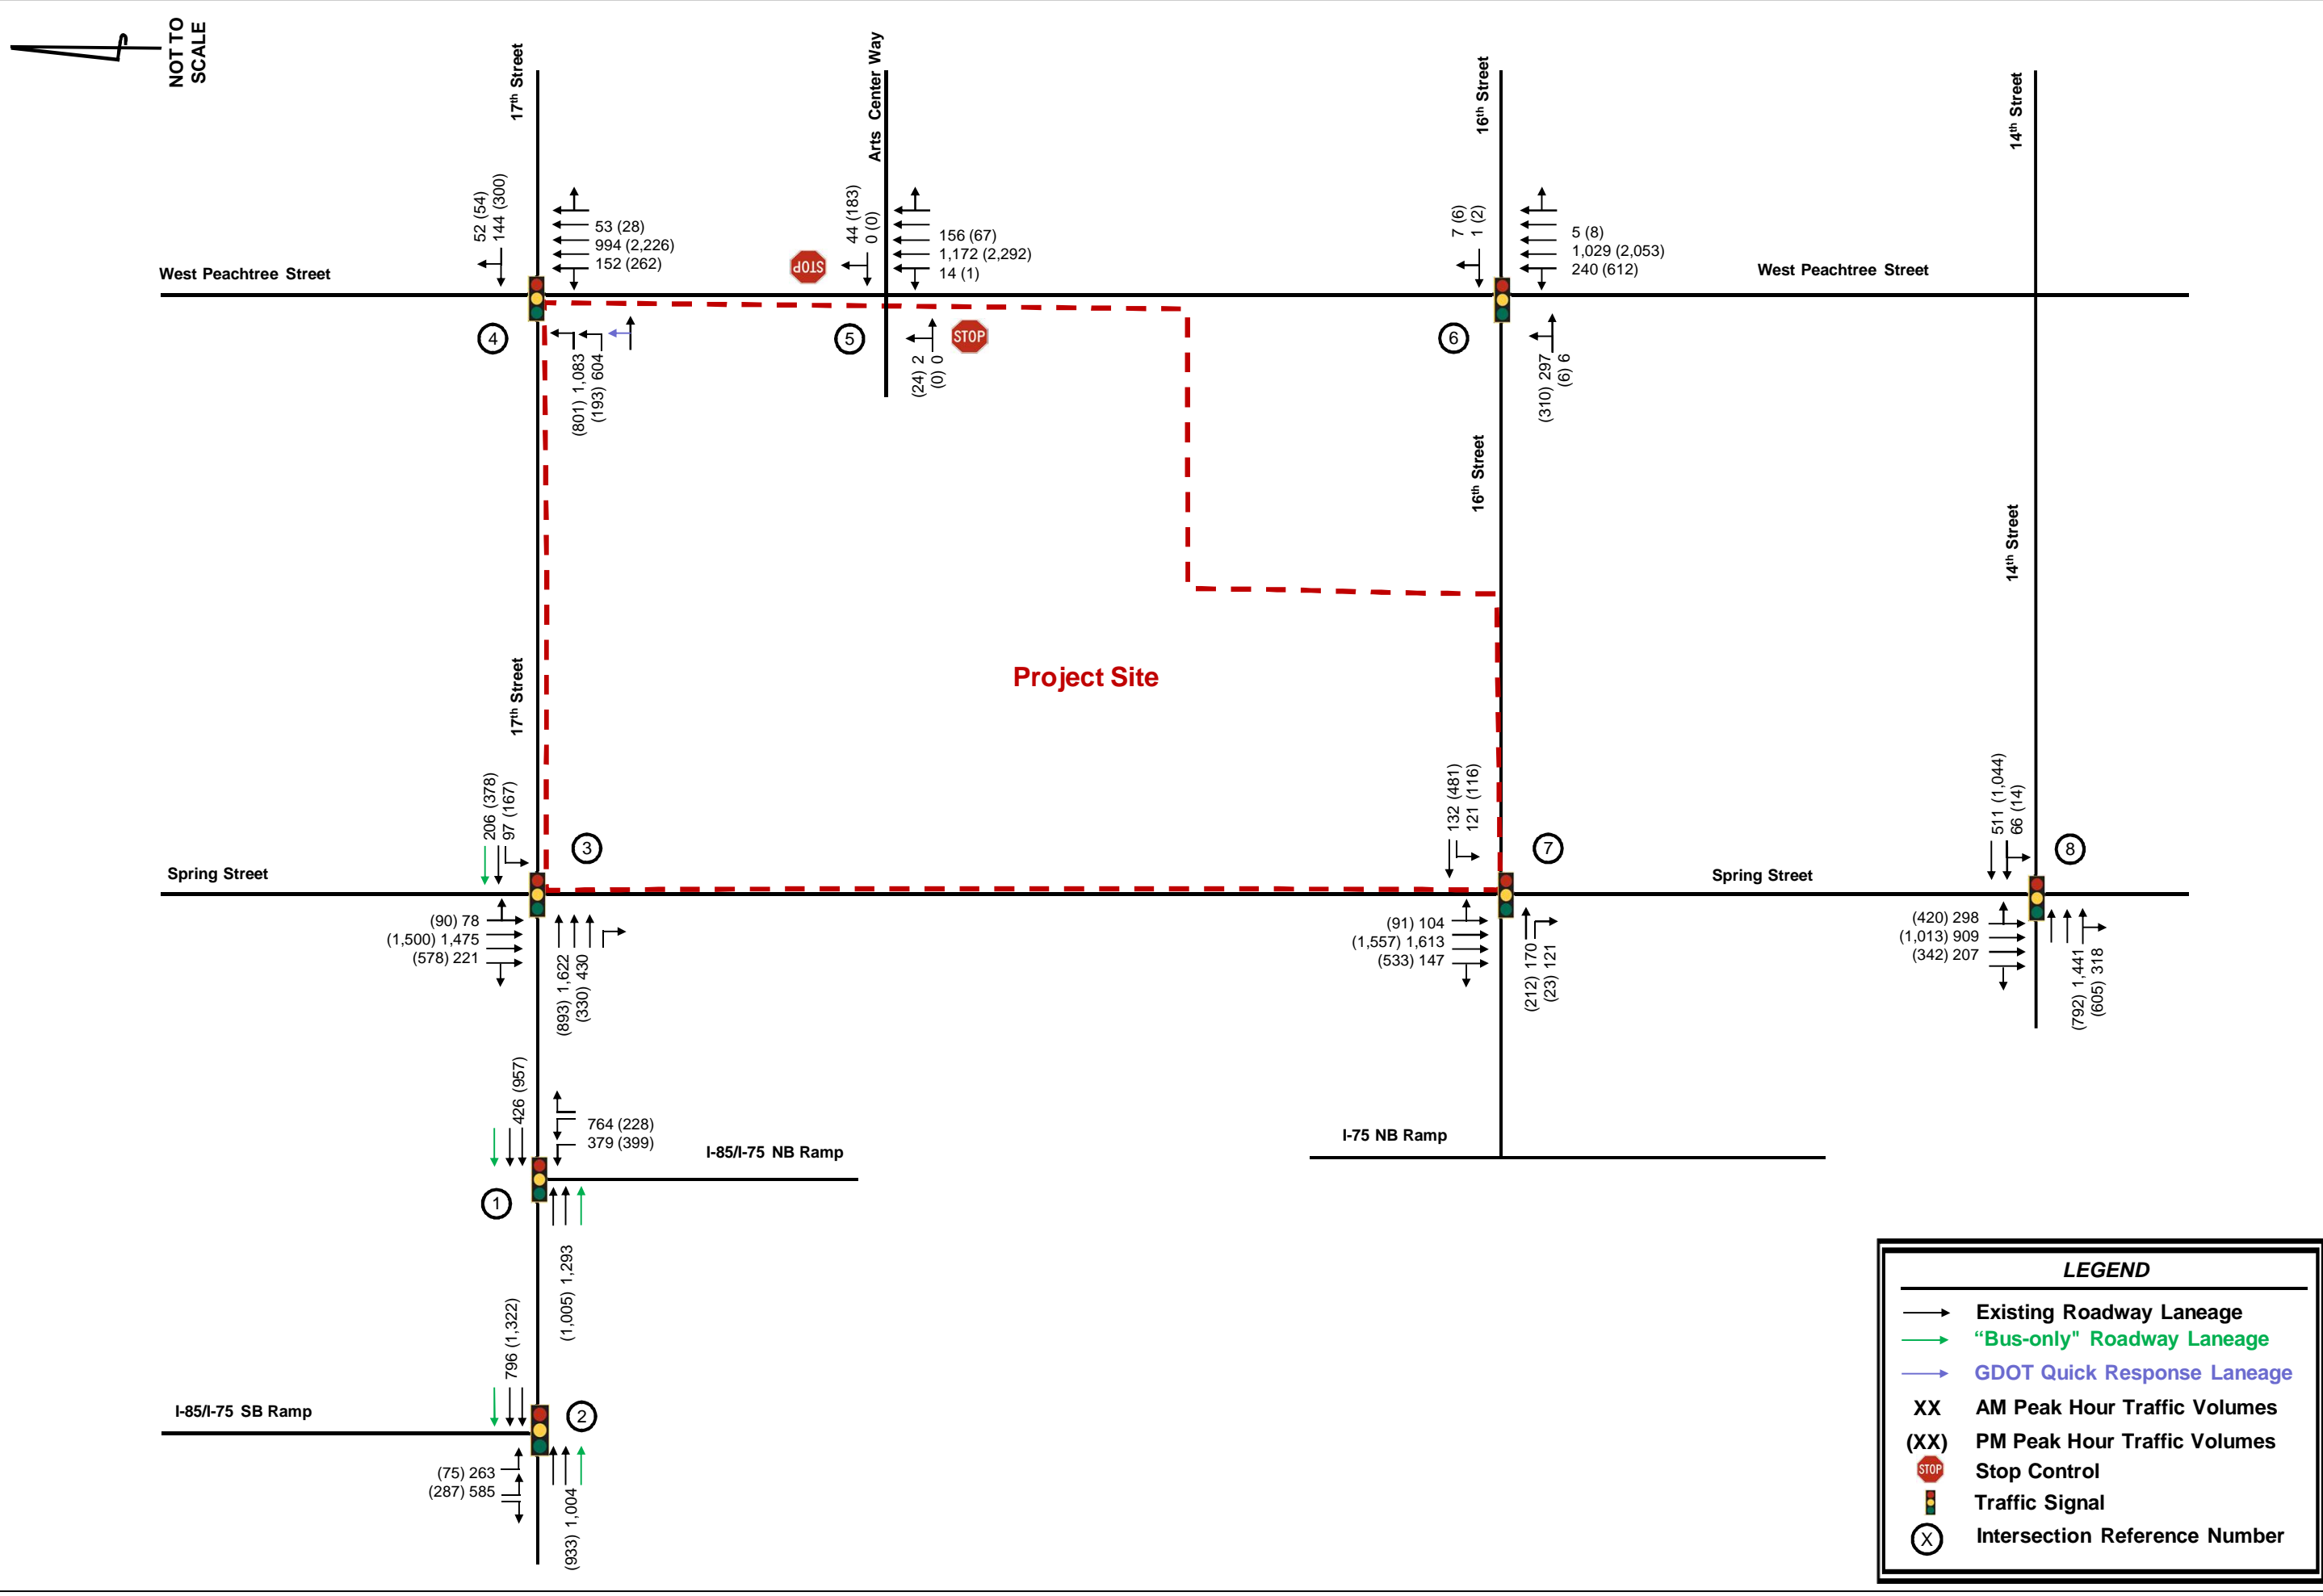 NOT TO
SCALE
17th Street
Arts Center Way
16th Street
14th Street
52 (54)
144 (300)
53 (28)
994 (2,226)
152 (262)
44 (183)
0 (0)
156 (67)
1,172 (2,292)
14 (1)
7 (6)
1 (2)
5 (8)
1,029 (2,053)
240 (612)
West Peachtree Street
STOP
West Peachtree Street
4
(801) 1,083
(193) 604
5
(24) 2
(0) 0
STOP
6
(310) 297
(6) 6
16th Street
14th Street
17th Street
Project Site
206 (378)
97 (167)
3
132 (481)
121 (116)
7
511 (1,044)
66 (14)
8
Spring Street
Spring Street
(90) 78
(1,500) 1,475
(578) 221
(893) 1,622
(330) 430
(91) 104
(1,557) 1,613
(533) 147
(212) 170
(23) 121
(420) 298
(1,013) 909
(342) 207
(792) 1,441
(605) 318
426 (957)
764 (228)
379 (399)
I-85/I-75 NB Ramp
I-75 NB Ramp
1
(1,005) 1,293
796 (1,322)
I-85/I-75 SB Ramp
2
(75) 263
(287) 585
(933) 1,004
LEGEND
Existing Roadway Laneage
“Bus-only" Roadway Laneage
GDOT Quick Response Laneage
XX AM Peak Hour Traffic Volumes
(XX) PM Peak Hour Traffic Volumes
STOP Stop Control
Traffic Signal
X Intersection Reference Number